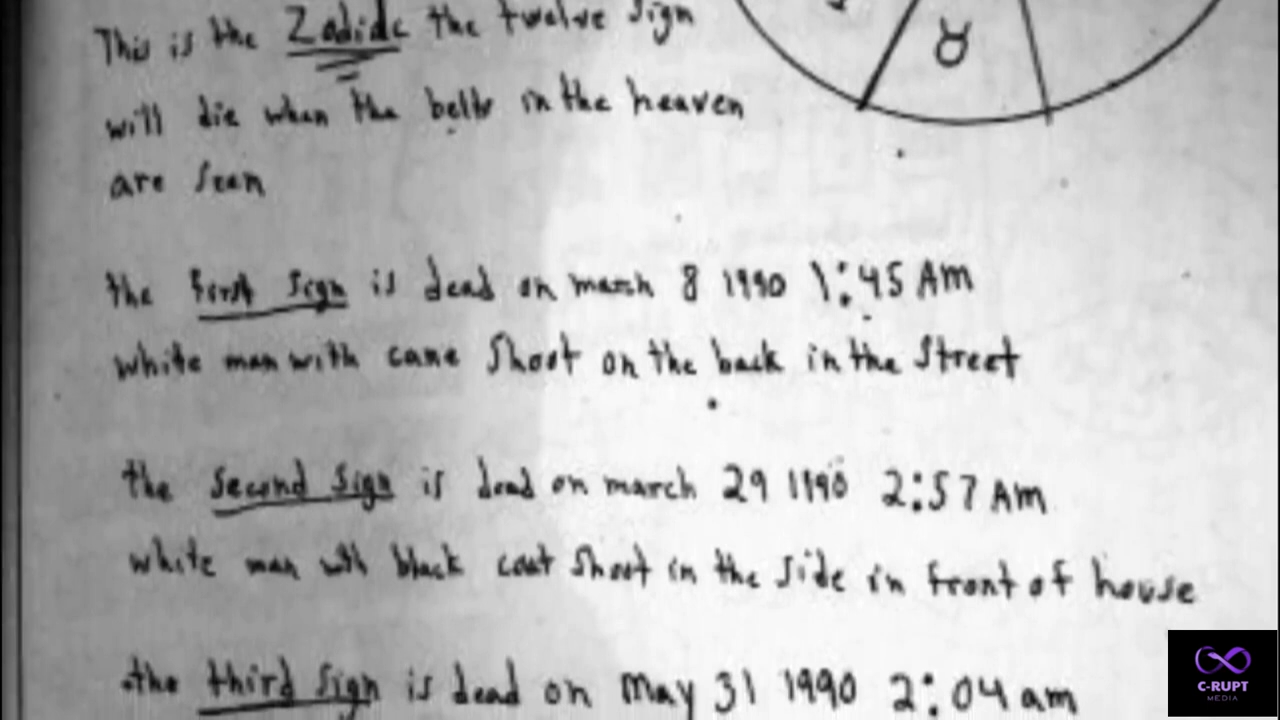 This is the Zodiac the twelve sign
will die when the belts in the heaven
are seen
the first sign is dead on march 8 1990 1:45 AM
white man with cane shoot on the back in the street
the second sign is dead on march 29 1990 2:57 AM
white man with black coat shoot in the side in front of house
the third sign is dead on May 31 1990 2:04 am
C-RUPT
MEDIA